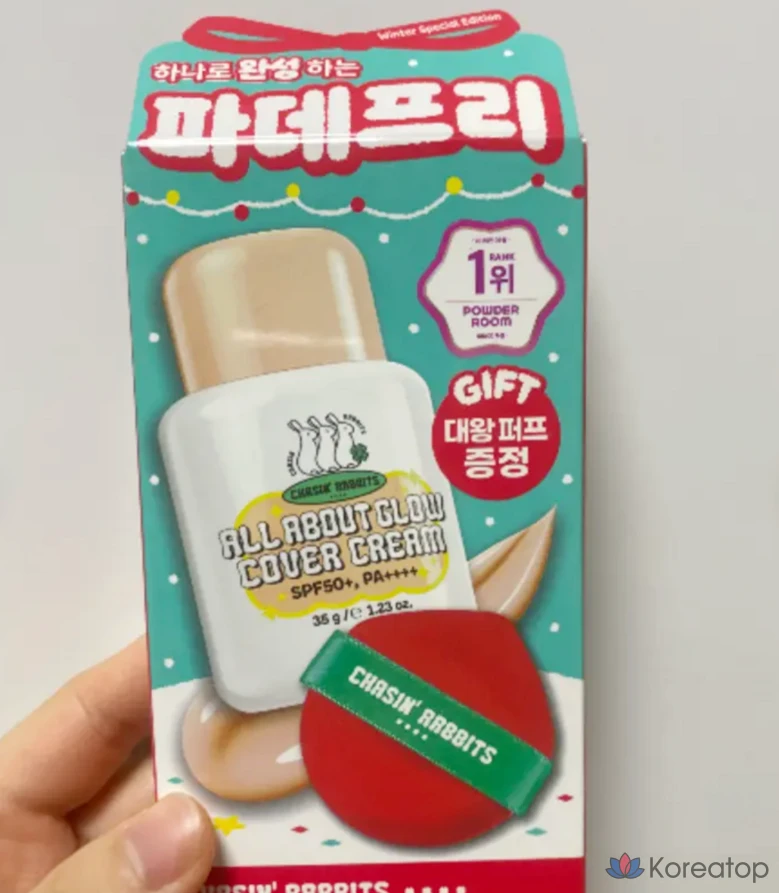 Winter Special Edition
하나로 완성하는
파데프리
1위 RANK
POWDER
ROOM
GIFT
대왕 퍼프
증정
CHASIN' RABBITS
ALL ABOUT GLOW
COVER CREAM
SPF50+, PA++++
35 g / ℮ 1.23 oz.
CHASIN' RABBITS
CHASIN' RABBITS
Koreatop